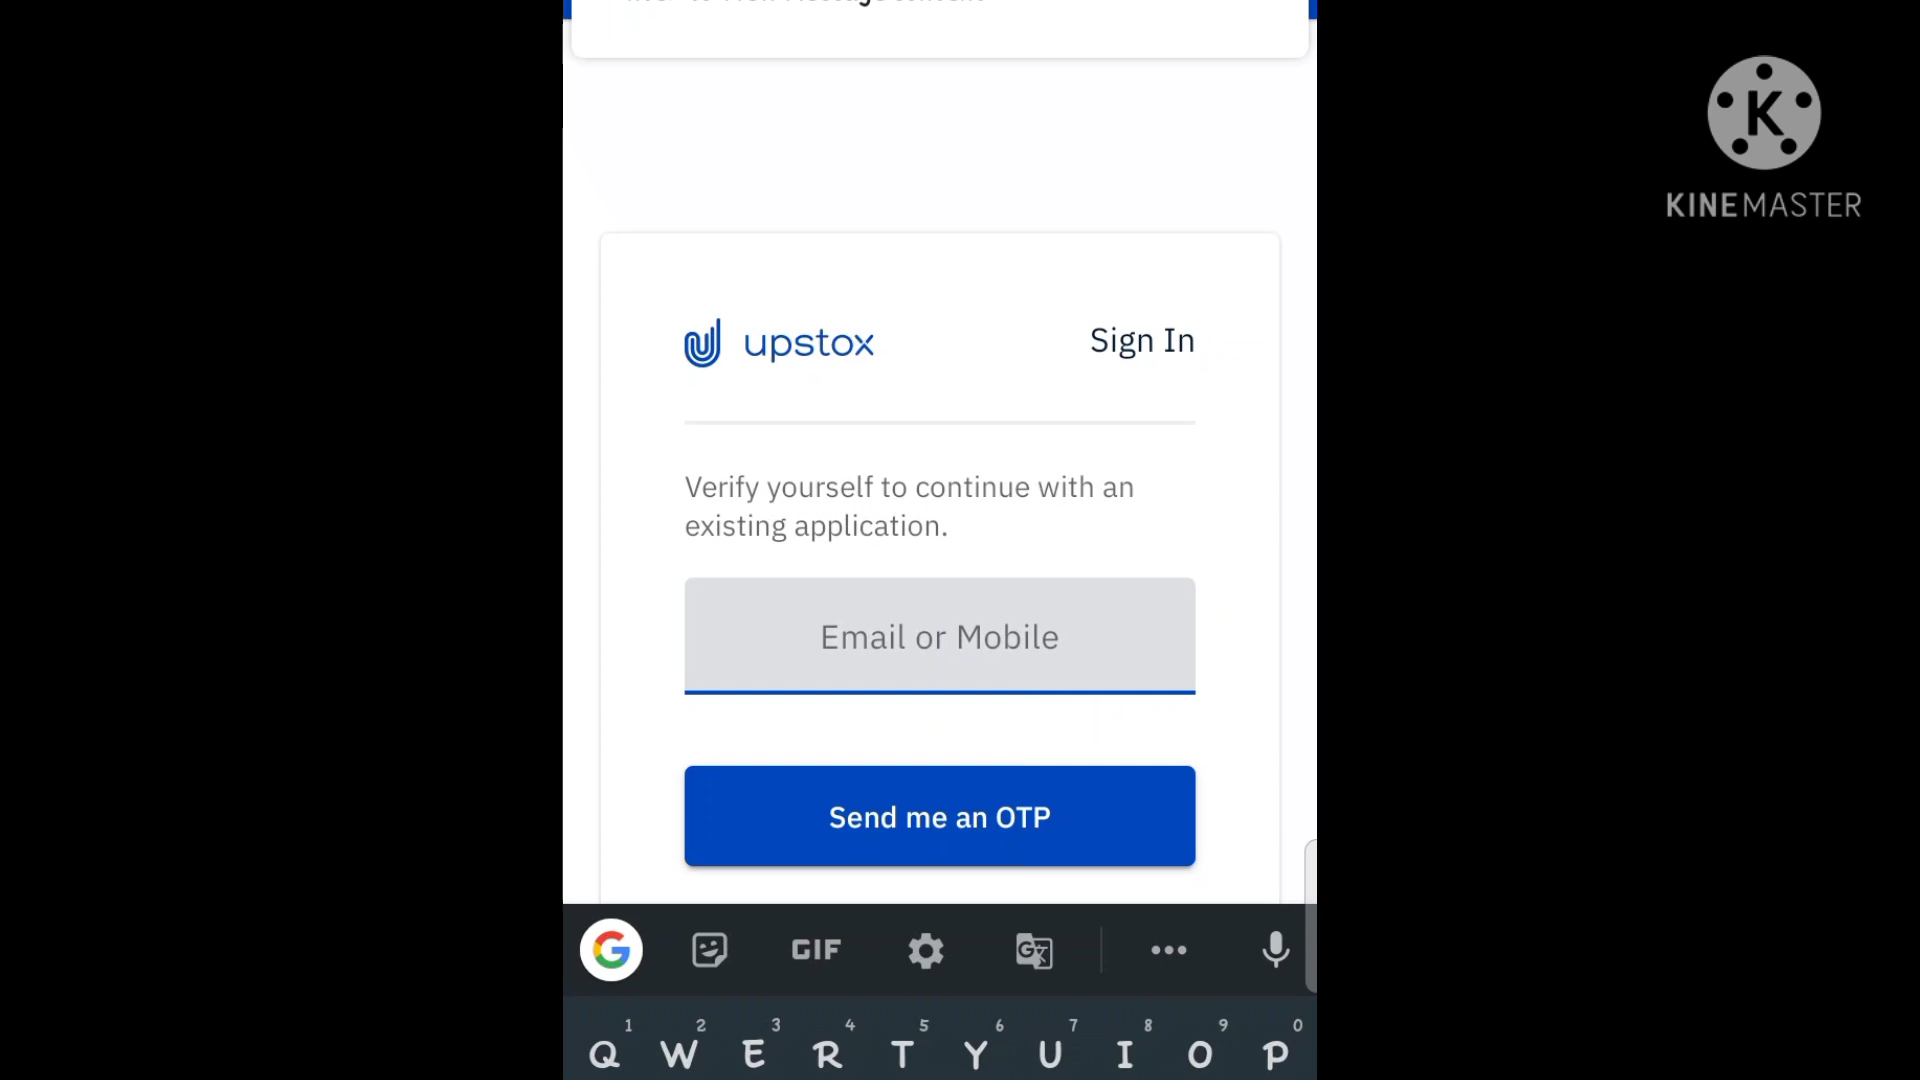 KINEMASTER
upstox
Sign In
Verify yourself to continue with an
existing application.
Email or Mobile
Send me an OTP
GIF
1 2 3 4 5 6 7 8 9 0
Q W E R T Y U I O P